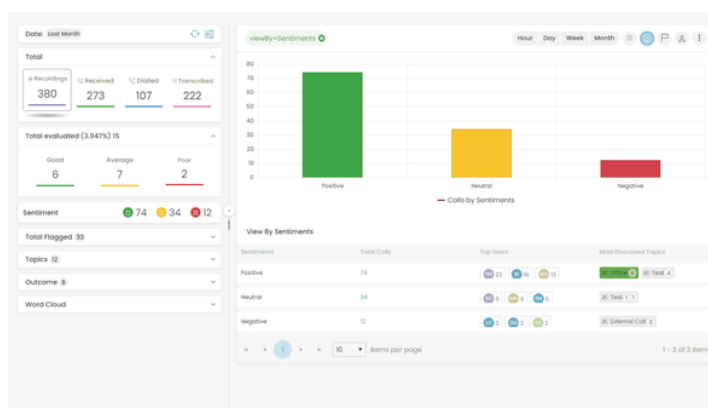 Date: Last Month
Total
Recordings
380
Received
273
Dialled
107
Transcribed
222
Total evaluated (3.947%) 15
Good
6
Average
7
Poor
2
Sentiment 74 34 12
Total Flagged 33
Topics 12
Outcome 8
Word Cloud
viewBy=Sentiments
Hour Day Week Month
80
70
60
50
40
30
20
10
0
Positive Neutral Negative
Calls by Sentiments
View By Sentiments
Sentiments Total Calls Top Users Most Discussed Topics
Positive 74 23 16 13 Office Test 4
Neutral 34 9 6 6 Test 1 1
Negative 12 3 3 2 External Call 2
1 10 items per page 1 - 3 of 3 item